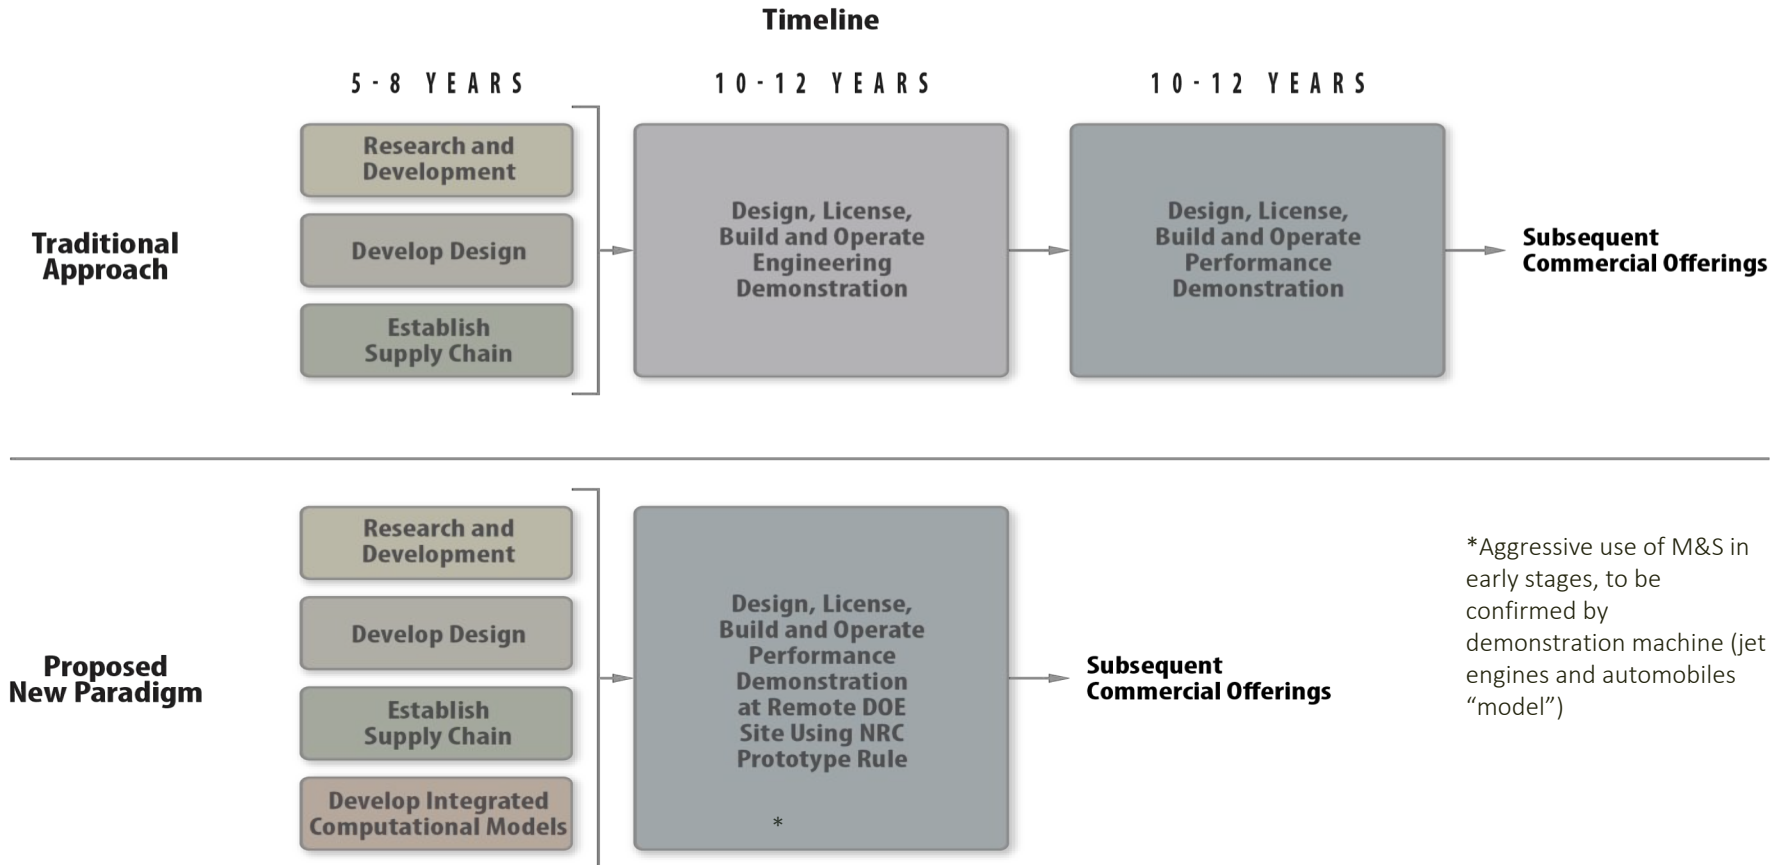 Timeline
5-8 YEARS
10-12 YEARS
10-12 YEARS
Traditional
Approach
Research and
Development
Develop Design
Establish
Supply Chain
Design, License,
Build and Operate
Engineering
Demonstration
Design, License,
Build and Operate
Performance
Demonstration
Subsequent
Commercial Offerings
Proposed
New Paradigm
Research and
Development
Develop Design
Establish
Supply Chain
Develop Integrated
Computational Models
Design, License,
Build and Operate
Performance
Demonstration
at Remote DOE
Site Using NRC
Prototype Rule
*
Subsequent
Commercial Offerings
*Aggressive use of M&S in
early stages, to be
confirmed by
demonstration machine (jet
engines and automobiles
“model”)